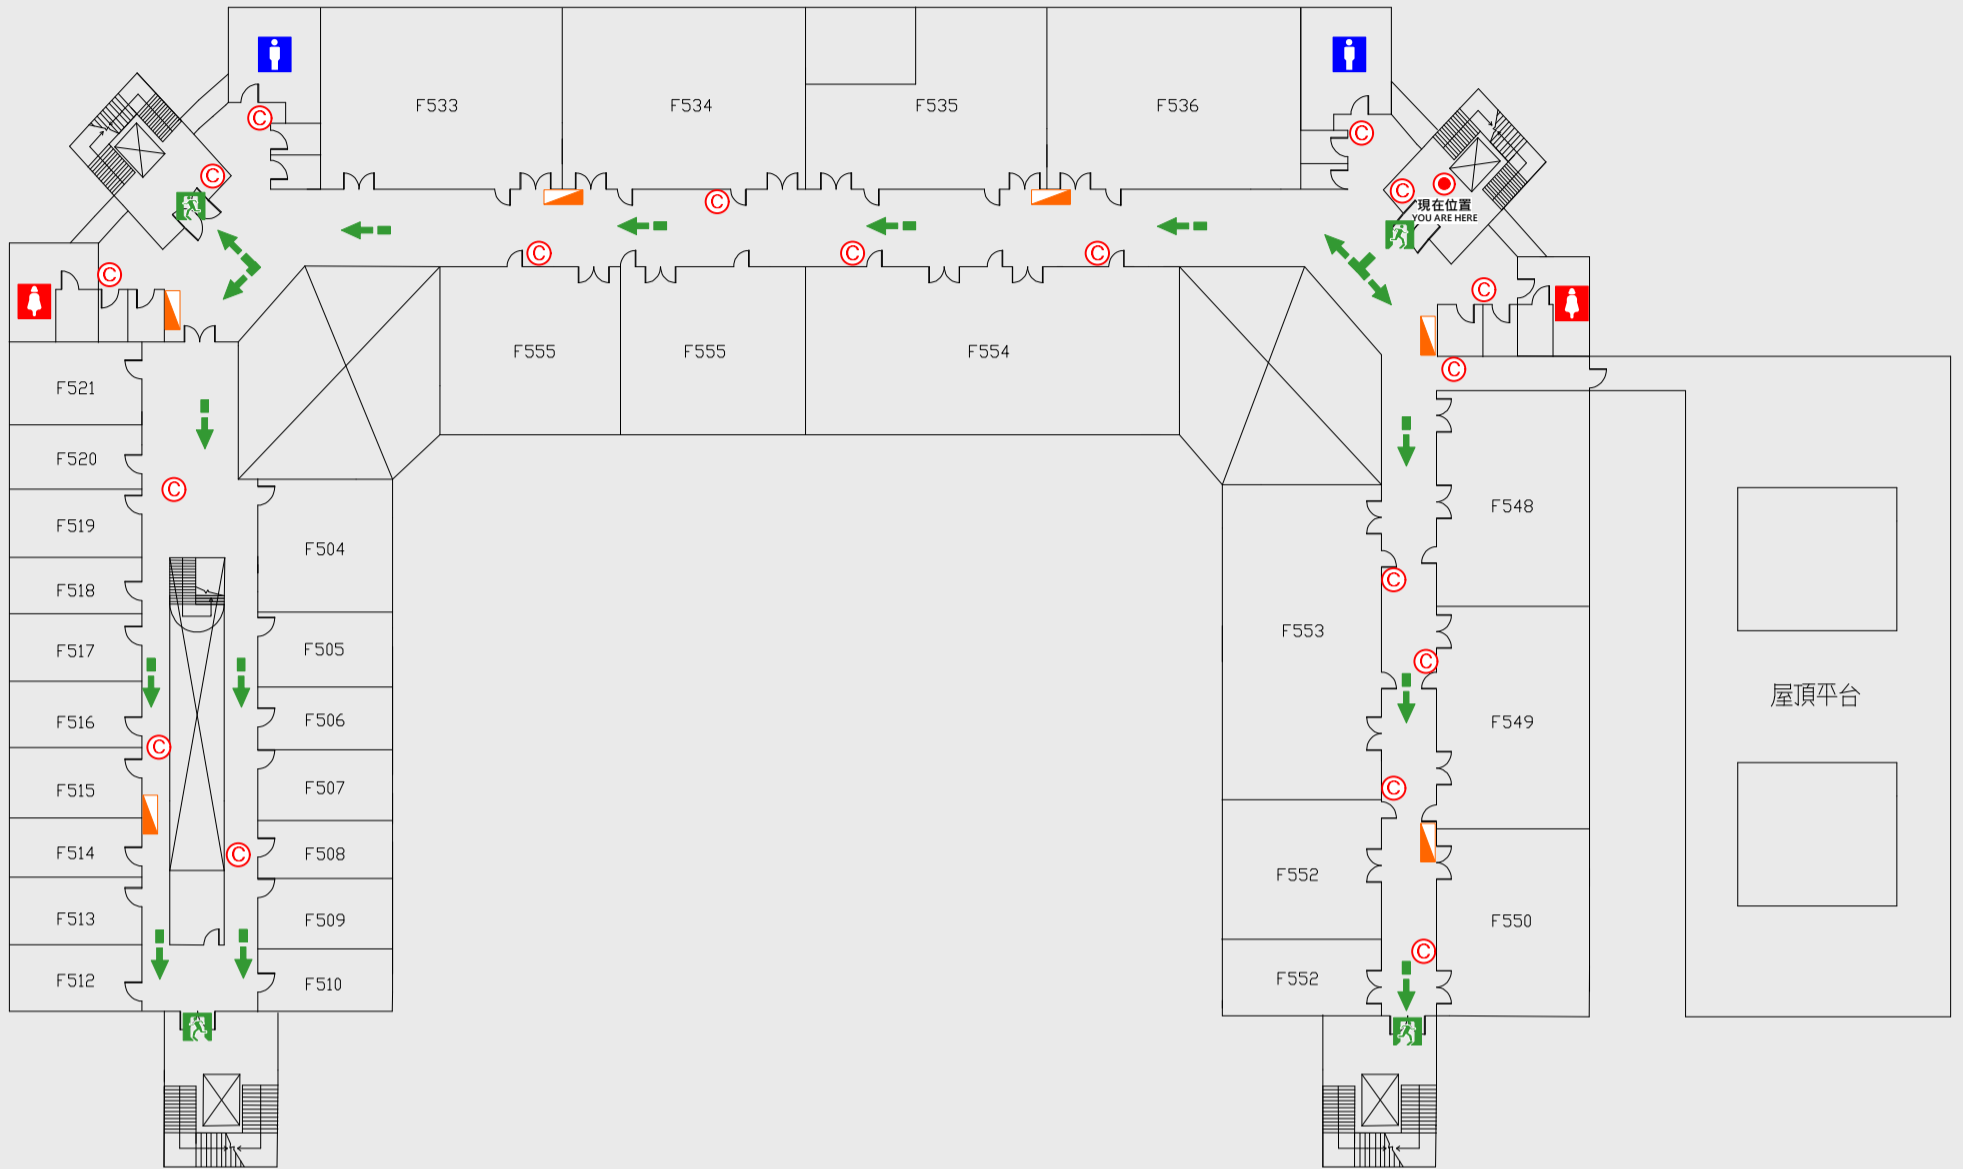 F533
F534
F535
F536
C
C
C
C
C
現在位置
YOU ARE HERE
C
C
C
C
C
C
F555
F555
F554
C
F521
F520
C
F519
F504
F548
F518
C
F517
F505
F553
C
F516
F506
F549
屋頂平台
C
F515
F507
C
F514
C
F508
F552
F513
F509
F550
C
F512
F510
F552